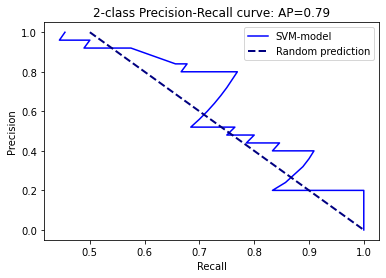 2-class Precision-Recall curve: AP=0.79
SVM-model
Random prediction
Precision
1.0
0.8
0.6
0.4
0.2
0.0
0.5 0.6 0.7 0.8 0.9 1.0
Recall